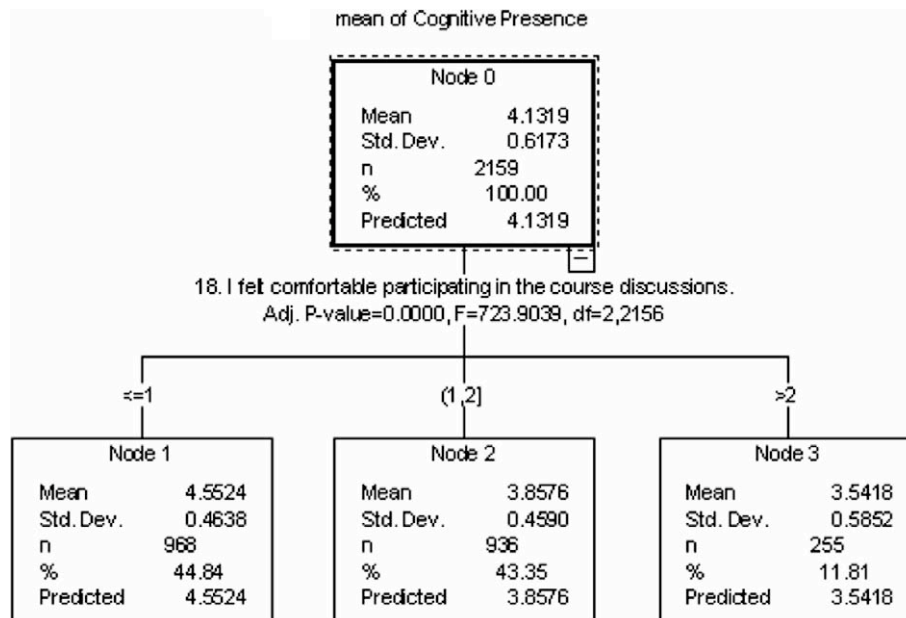 mean of Cognitive Presence
Node 0
Mean 4.1319
Std. Dev. 0.6173
n 2159
% 100.00
Predicted 4.1319
18. I felt comfortable participating in the course discussions.
Adj. P-value=0.0000, F=723.9039, df=2,2156
<=1 (1,2] >2
Node 1 Node 2 Node 3
Mean 4.5524 Mean 3.8576 Mean 3.5418
Std. Dev. 0.4638 Std. Dev. 0.4590 Std. Dev. 0.5852
n 968 n 936 n 255
% 44.84 % 43.35 % 11.81
Predicted 4.5524 Predicted 3.8576 Predicted 3.5418